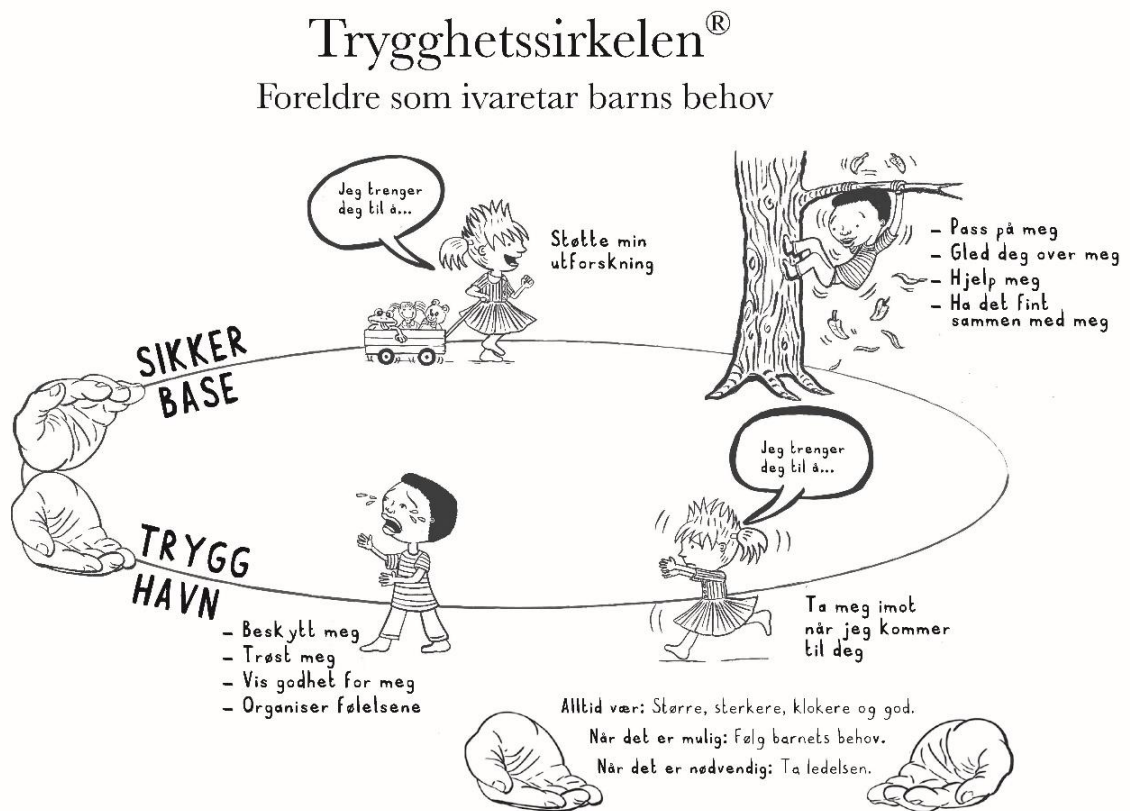 Trygghetssirkelen®
Foreldre som ivaretar barns behov
Jeg trenger
deg til å...
Støtte min
utforskning
- Pass på meg
- Gled deg over meg
- Hjelp meg
- Ha det fint
sammen med meg
SIKKER
BASE
Jeg trenger
deg til å...
TRYGG
HAVN
Ta meg imot
når jeg kommer
til deg
- Beskytt meg
- Trøst meg
- Vis godhet for meg
- Organiser følelsene
Alltid vær: Større, sterkere, klokere og god.
Når det er mulig: Følg barnets behov.
Når det er nødvendig: Ta ledelsen.